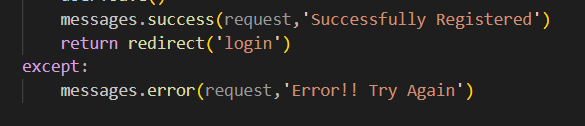 messages.success(request,'Successfully Registered')
return redirect('login')
except:
messages.error(request,'Error!! Try Again')